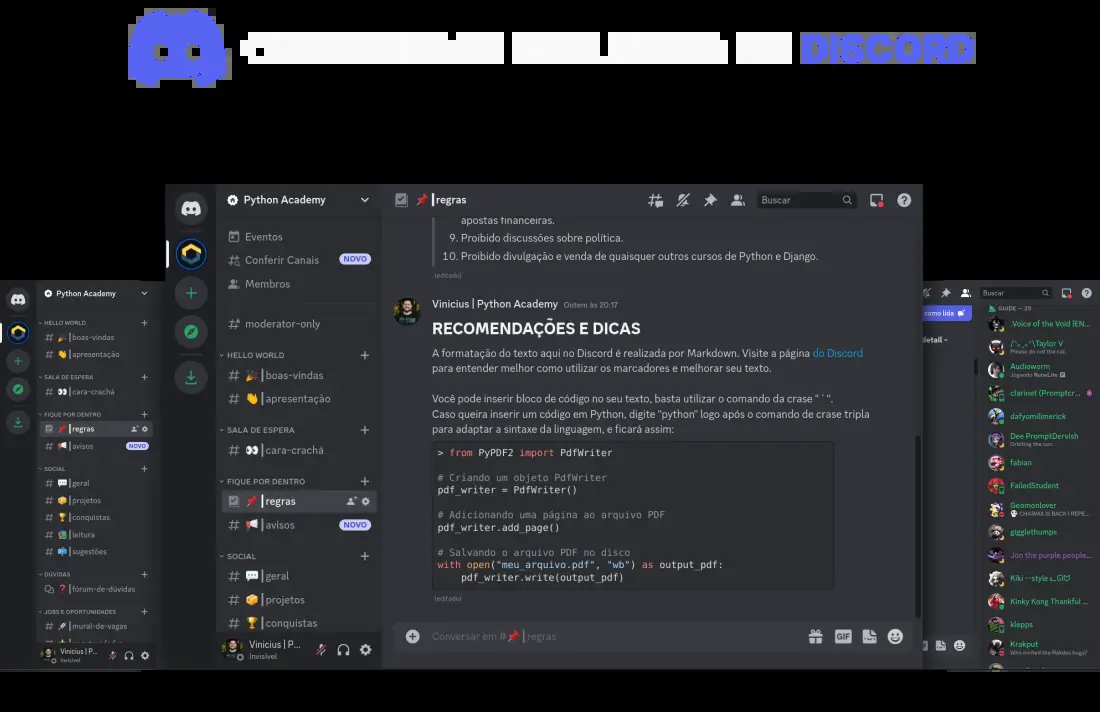 DISCORD
Python Academy
Eventos
Conferir Canais
NOVO
Membros
moderator-only
HELLO WORLD
boas-vindas
apresentação
SALA DE ESPERA
cara-crachá
FIQUE POR DENTRO
regras
avisos
NOVO
SOCIAL
geral
projetos
conquistas
Vinicius | P...
Invisível
regras
Buscar
apostas financeiras.
9. Proibido discussões sobre política.
10. Proibido divulgação e venda de quaisquer outros cursos de Python e Django.
(editado)
Vinicius | Python Academy Ontem às 20:17
RECOMENDAÇÕES E DICAS
A formatação do texto aqui no Discord é realizada por Markdown. Visite a página do Discord
para entender melhor como utilizar os marcadores e melhorar seu texto.
Você pode inserir bloco de código no seu texto, basta utilizar o comando da crase " ` ".
Caso queira inserir um código em Python, digite "python" logo após o comando de crase tripla
para adaptar a sintaxe da linguagem, e ficará assim:
> from PyPDF2 import PdfWriter
# Criando um objeto PdfWriter
pdf_writer = PdfWriter()
# Adicionando uma página ao arquivo PDF
pdf_writer.add_page()
# Salvando o arquivo PDF no disco
with open("meu_arquivo.pdf", "wb") as output_pdf:
pdf_writer.write(output_pdf)
(editado)
Conversar em # regras
GIF
Python Academy
HELLO WORLD
boas-vindas
apresentação
SALA DE ESPERA
cara-crachá
FIQUE POR DENTRO
regras
avisos
NOVO
SOCIAL
geral
projetos
conquistas
leitura
sugestões
DÚVIDAS
fórum-de-dúvidas
JOBS E OPORTUNIDADES
mural-de-vagas
Vinicius | P...
Invisível
Buscar
como lida
detail -
GUIDE — 25
.Voice of the Void
Taylor V
Please do not the cat.
Audioworm
Jogando RuneLite
clarinet (Promptcr...
dafyomilimerick
Dee PromptDervish
Orbiting the sun
fabian
FailedStudent
Geomonlover
CHARMIX IS BACK ! REPE...
gigglethumps
Jon the purple people...
Kiki --style
Kinky Kong Thankful ...
klepps
Krakput
Who invited the Rakdos bugs?